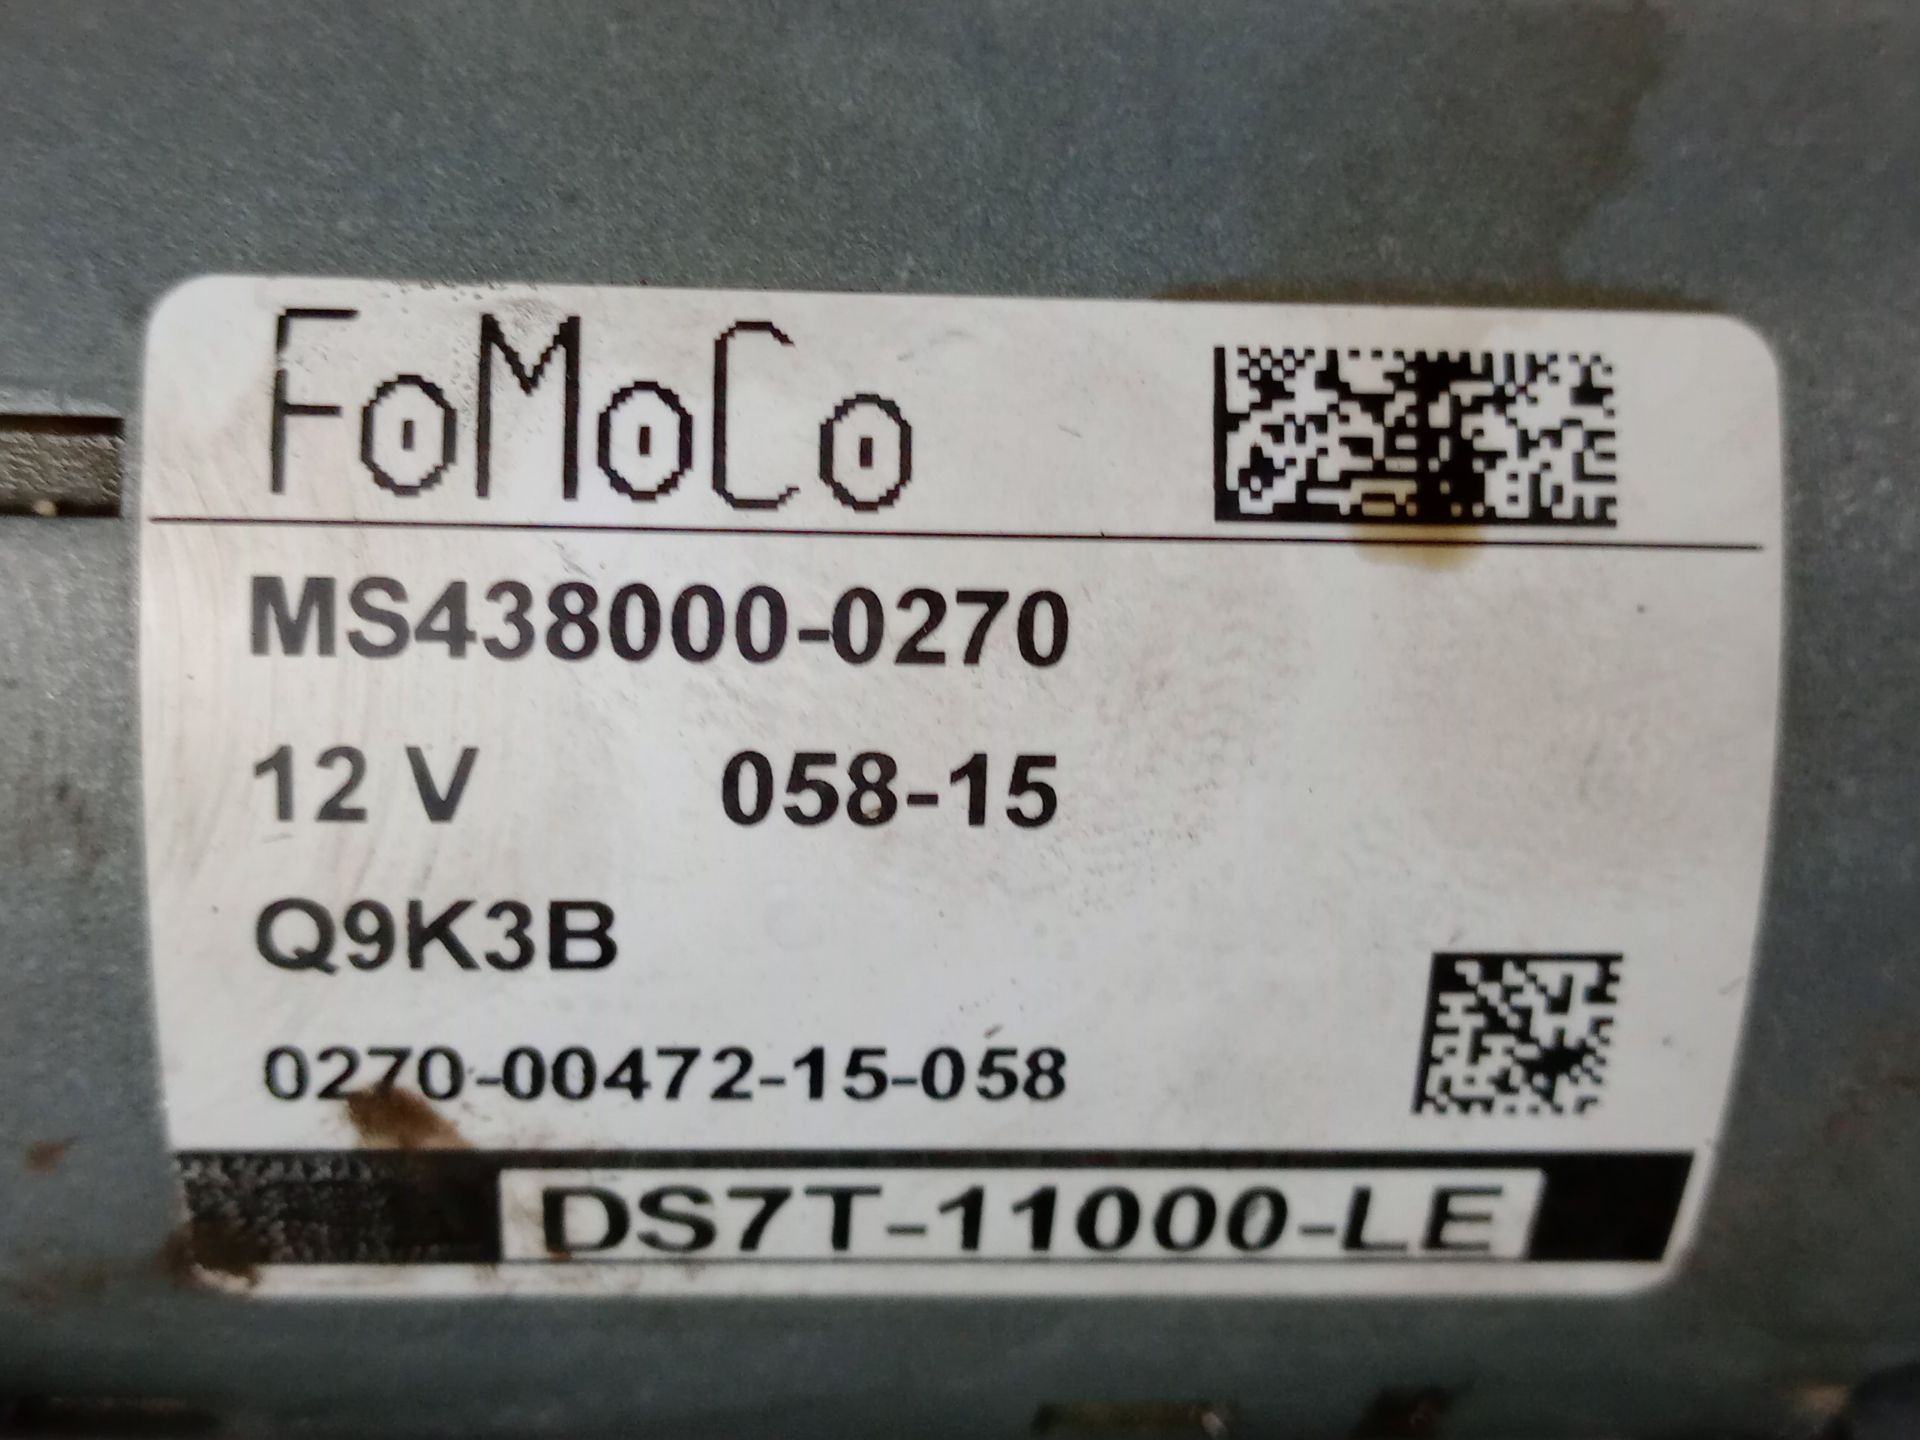 FoMoCo
MS438000-0270
12 V 058-15
Q9K3B
0270-00472-15-058
DS7T-11000-LE